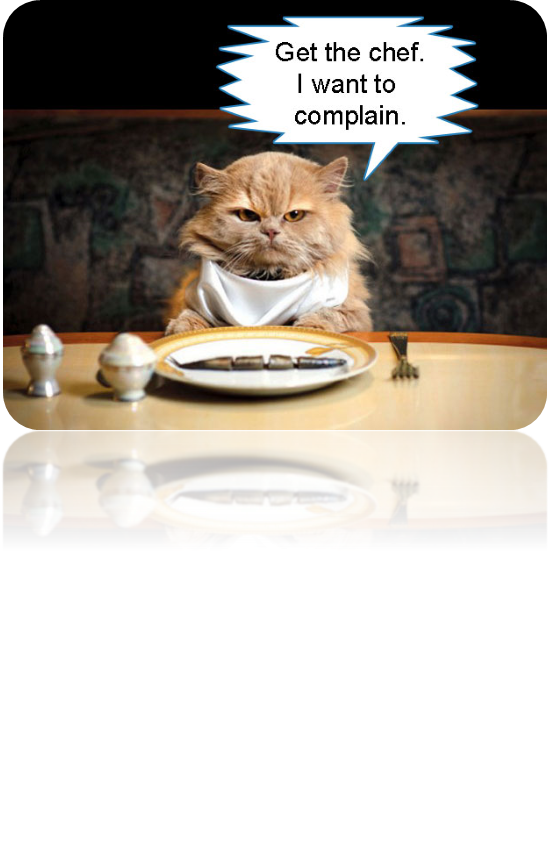 Get the chef.
I want to
complain.